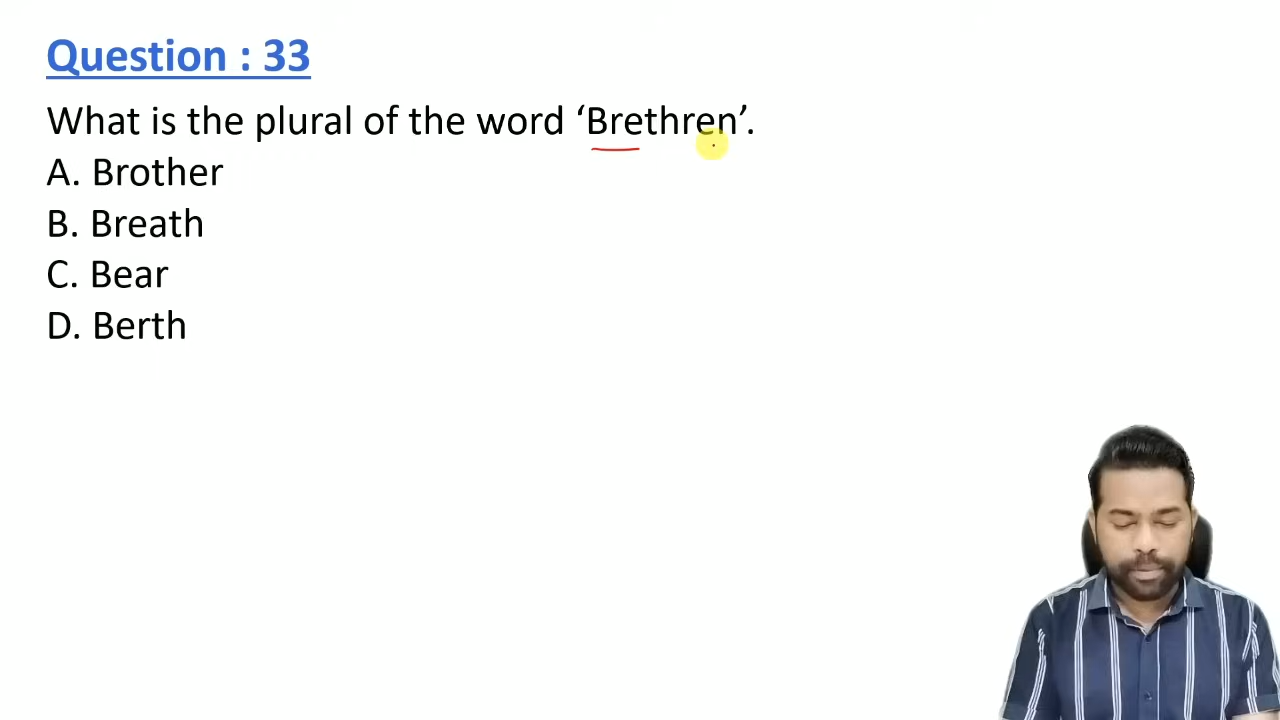 Question : 33
What is the plural of the word ‘Brethren’.
A. Brother
B. Breath
C. Bear
D. Berth